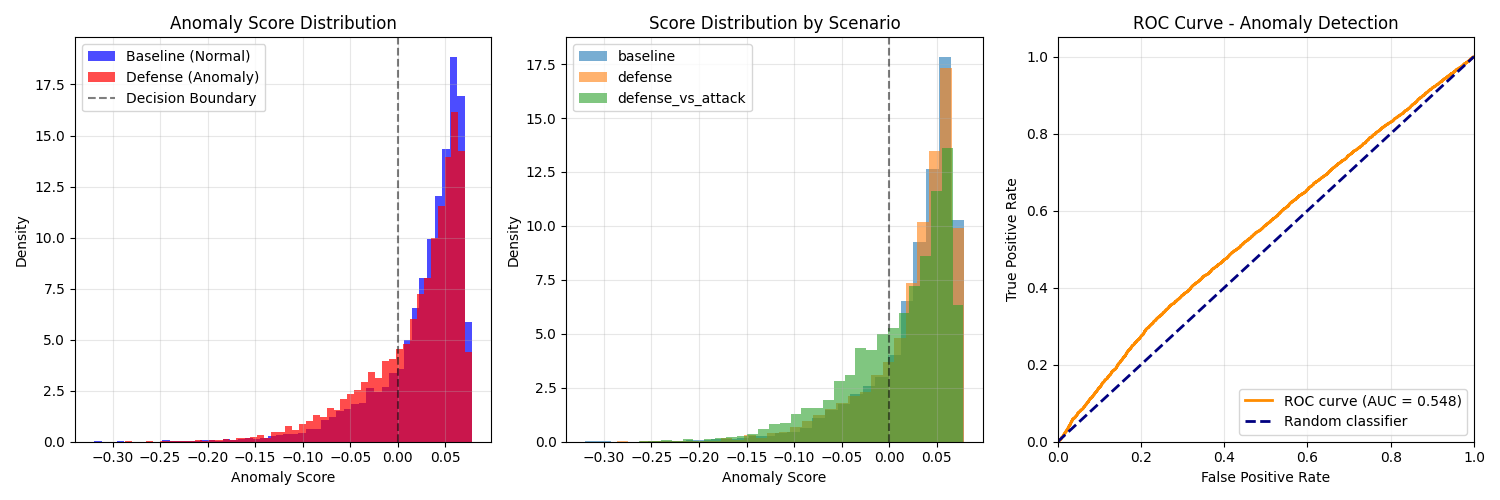 Anomaly Score Distribution
Baseline (Normal)
Defense (Anomaly)
Decision Boundary
17.5
15.0
12.5
10.0
7.5
5.0
2.5
0.0
Density
−0.30 −0.25 −0.20 −0.15 −0.10 −0.05 0.00 0.05
Anomaly Score
Score Distribution by Scenario
baseline
defense
defense_vs_attack
17.5
15.0
12.5
10.0
7.5
5.0
2.5
0.0
Density
−0.30 −0.25 −0.20 −0.15 −0.10 −0.05 0.00 0.05
Anomaly Score
ROC Curve - Anomaly Detection
1.0
0.8
0.6
0.4
0.2
0.0
True Positive Rate
ROC curve (AUC = 0.548)
Random classifier
0.0 0.2 0.4 0.6 0.8 1.0
False Positive Rate